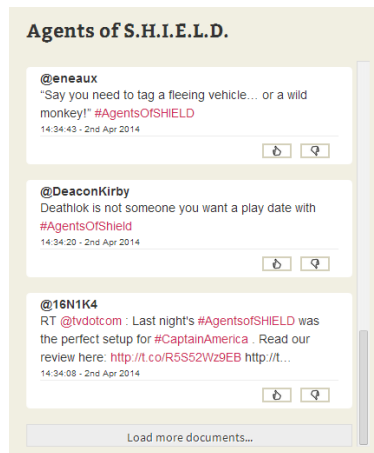 Agents of S.H.I.E.L.D.
@eneaux
“Say you need to tag a fleeing vehicle… or a wild
monkey!” #AgentsOfSHIELD
14:34:43 - 2nd Apr 2014
@DeaconKirby
Deathlok is not someone you want a play date with
#AgentsOfShield
14:34:20 - 2nd Apr 2014
@16N1K4
RT @tvdotcom : Last night's #AgentsofSHIELD was
the perfect setup for #CaptainAmerica . Read our
review here: http://t.co/R5S52Wz9EB http://t…
14:34:08 - 2nd Apr 2014
Load more documents...